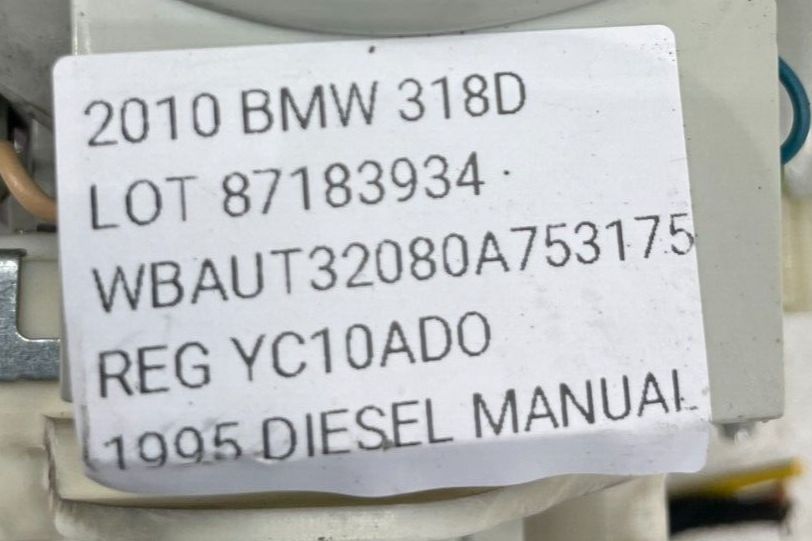 2010 BMW 318D
LOT 87183934
WBAUT32080A753175
REG YC10ADO
1995 DIESEL MANUAL